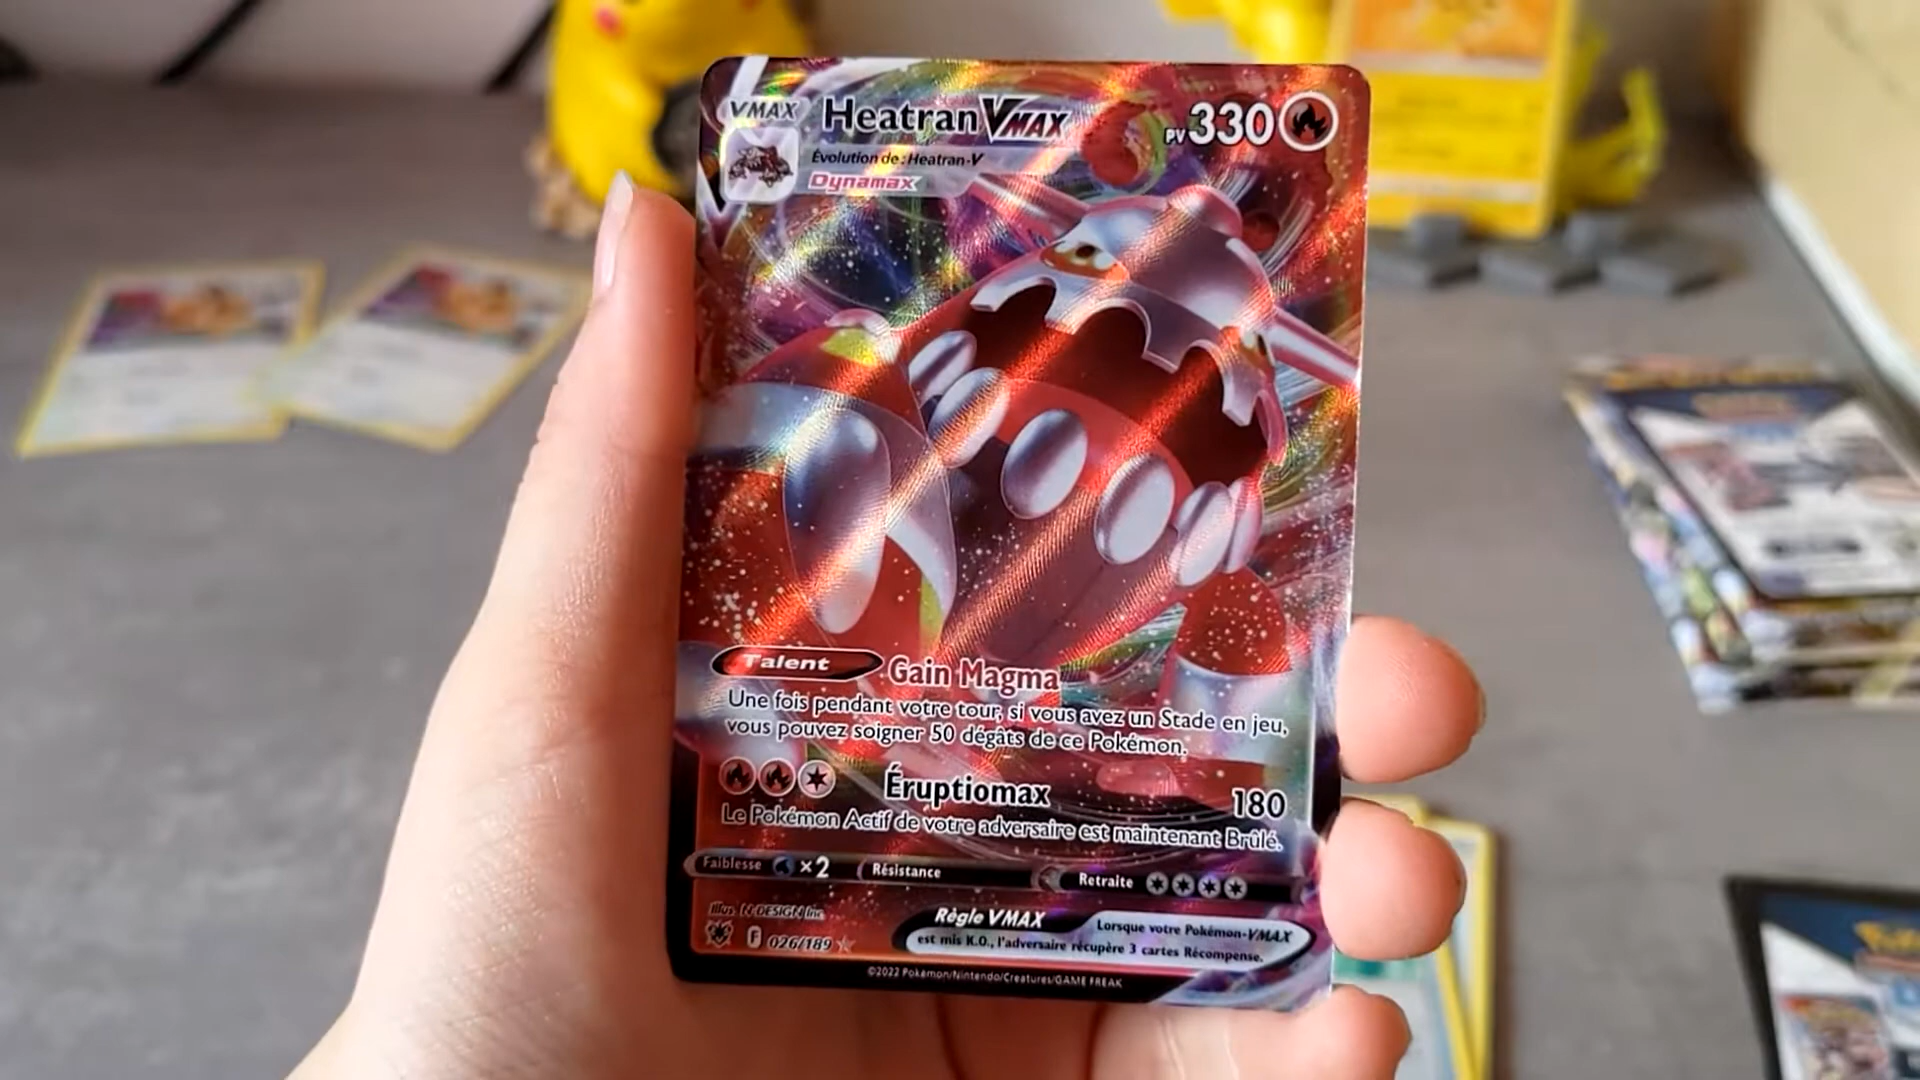 VMAX
Heatran VMAX
PV 330
Évolution de : Heatran-V
Dynamax
Talent Gain Magma
Une fois pendant votre tour, si vous avez un Stade en jeu,
vous pouvez soigner 50 dégâts de ce Pokémon.
Éruptiomax 180
Le Pokémon Actif de votre adversaire est maintenant Brûlé.
Faiblesse ×2 Résistance Retraite
Illus. N-DESIGN Inc.
F 026/189
Règle VMAX Lorsque votre Pokémon-VMAX
est mis K.O., l'adversaire récupère 3 cartes Récompense.
©2022 Pokémon/Nintendo/Creatures/GAME FREAK